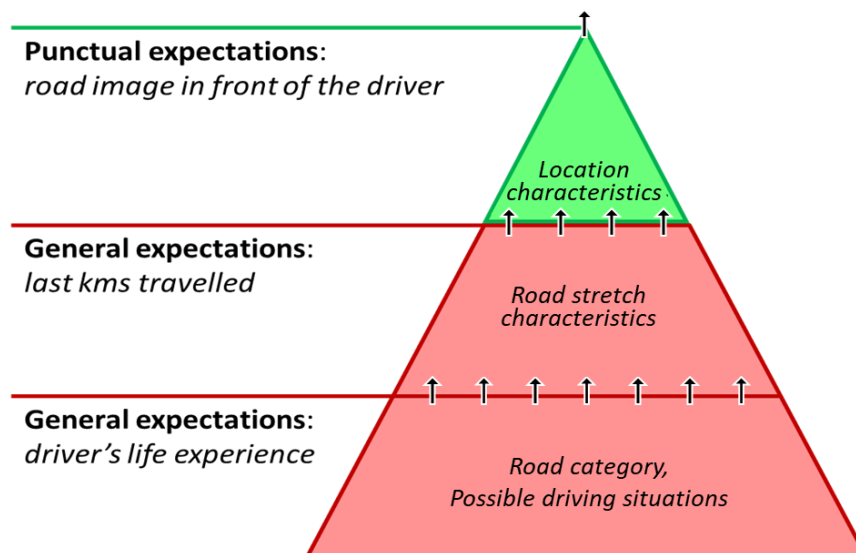 Punctual expectations:
road image in front of the driver
Location
characteristics
General expectations:
last kms travelled
Road stretch
characteristics
General expectations:
driver’s life experience
Road category,
Possible driving situations